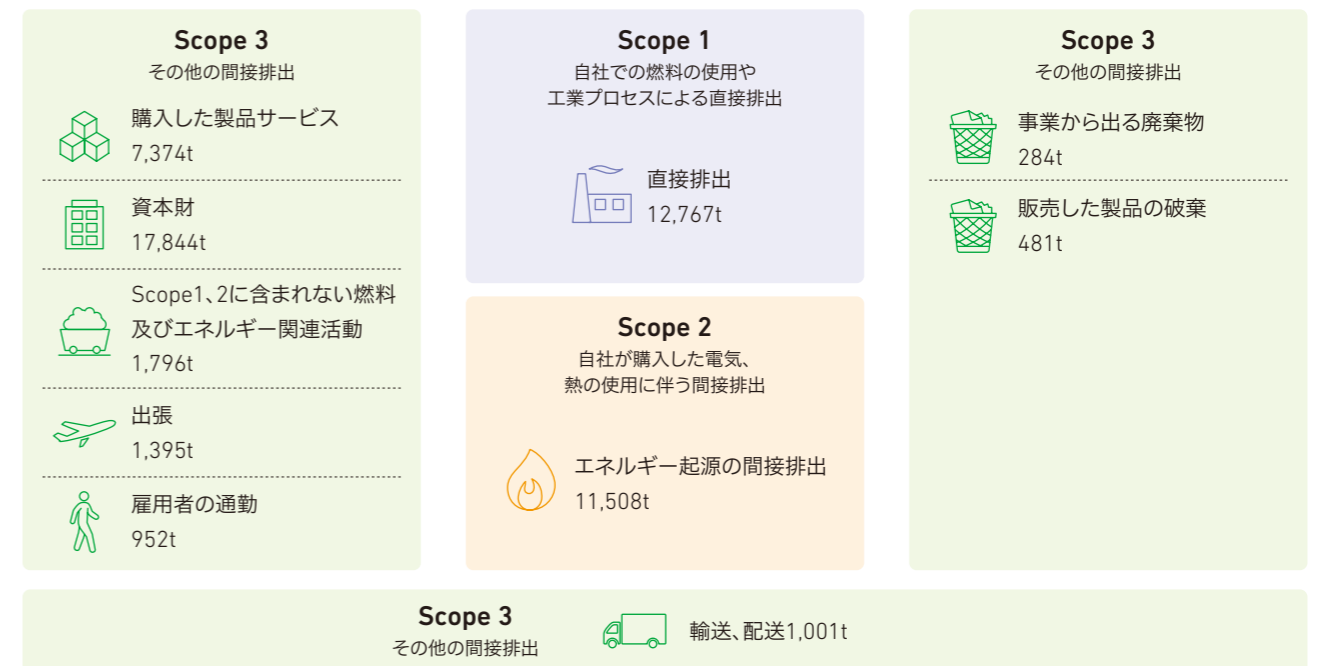 Scope 3
その他の間接排出
購入した製品サービス
7,374t
資本財
17,844t
Scope1、2に含まれない燃料
及びエネルギー関連活動
1,796t
出張
1,395t
雇用者の通勤
952t
Scope 1
自社での燃料の使用や
工業プロセスによる直接排出
直接排出
12,767t
Scope 2
自社が購入した電気、
熱の使用に伴う間接排出
エネルギー起源の間接排出
11,508t
Scope 3
その他の間接排出
事業から出る廃棄物
284t
販売した製品の破棄
481t
Scope 3
その他の間接排出
輸送、配送1,001t